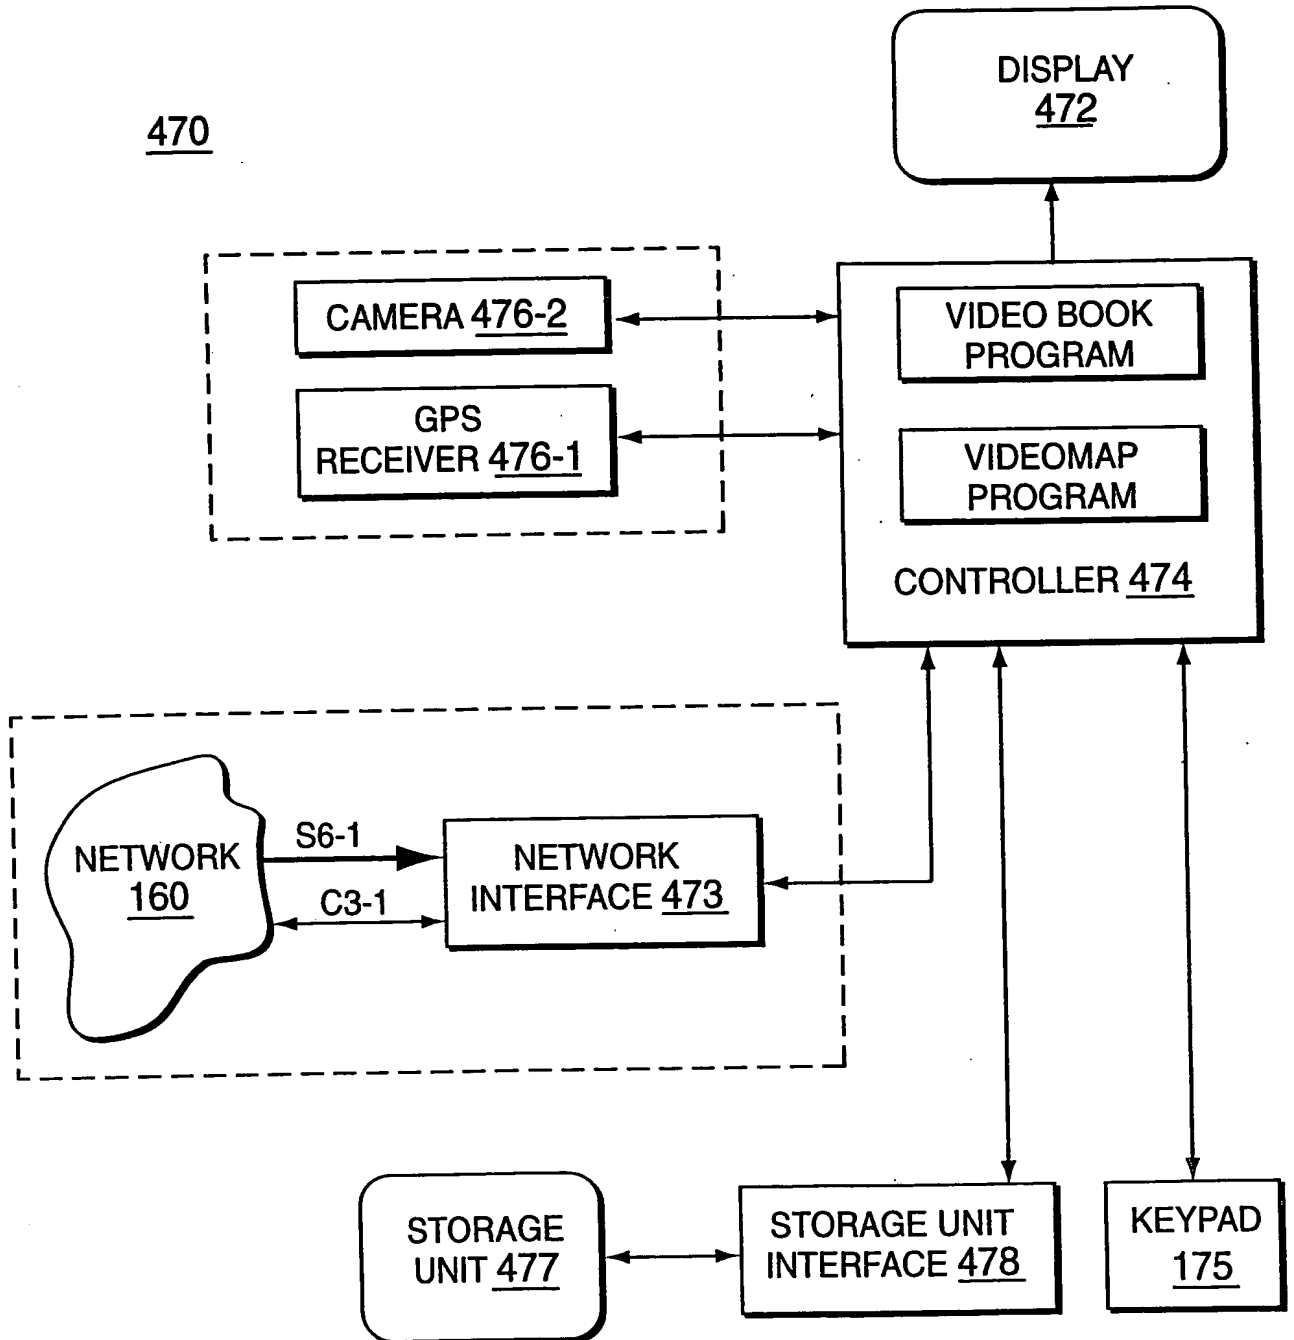 DISPLAY
472
470
CAMERA 476-2
GPS
RECEIVER 476-1
VIDEO BOOK
PROGRAM
VIDEOMAP
PROGRAM
CONTROLLER 474
NETWORK
160
S6-1
C3-1
NETWORK
INTERFACE 473
STORAGE
UNIT 477
STORAGE UNIT
INTERFACE 478
KEYPAD
175